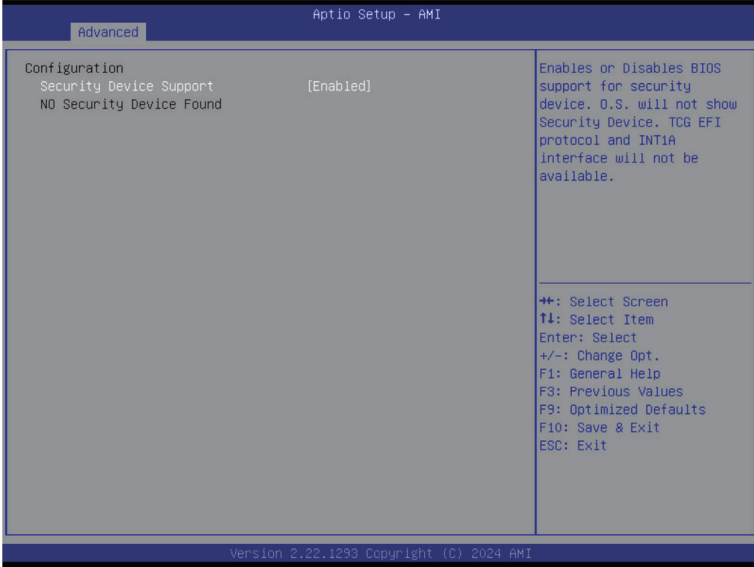 Aptio Setup – AMI
Advanced
Configuration
Security Device Support [Enabled]
NO Security Device Found
Enables or Disables BIOS
support for security
device. O.S. will not show
Security Device. TCG EFI
protocol and INT1A
interface will not be
available.
→←: Select Screen
↑↓: Select Item
Enter: Select
+/-: Change Opt.
F1: General Help
F3: Previous Values
F9: Optimized Defaults
F10: Save & Exit
ESC: Exit
Version 2.22.1293 Copyright (C) 2024 AMI